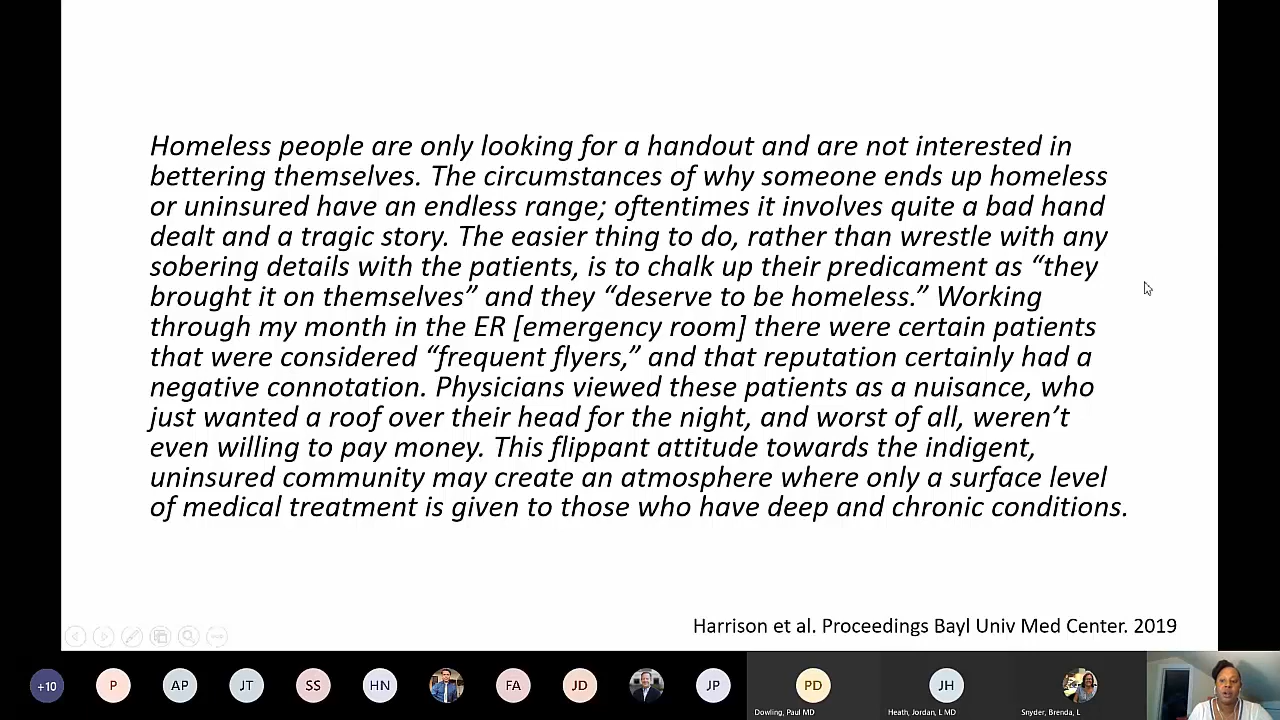 Homeless people are only looking for a handout and are not interested in
bettering themselves. The circumstances of why someone ends up homeless
or uninsured have an endless range; oftentimes it involves quite a bad hand
dealt and a tragic story. The easier thing to do, rather than wrestle with any
sobering details with the patients, is to chalk up their predicament as “they
brought it on themselves” and they “deserve to be homeless.” Working
through my month in the ER [emergency room] there were certain patients
that were considered “frequent flyers,” and that reputation certainly had a
negative connotation. Physicians viewed these patients as a nuisance, who
just wanted a roof over their head for the night, and worst of all, weren’t
even willing to pay money. This flippant attitude towards the indigent,
uninsured community may create an atmosphere where only a surface level
of medical treatment is given to those who have deep and chronic conditions.
Harrison et al. Proceedings Bayl Univ Med Center. 2019
+10 P AP JT SS HN FA JD JP PD JH
Dowling, Paul MD Heath, Jordan, L MD Snyder, Brenda, L